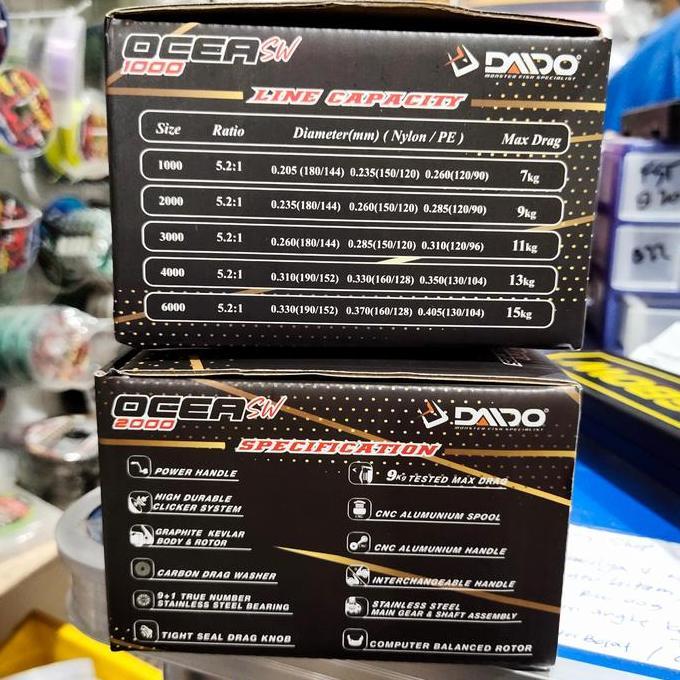 OCEA SW
1000
DAIDO
MONSTER FISH SPECIALIST
LINE CAPACITY
Size Ratio Diameter(mm) ( Nylon / PE ) Max Drag
1000 5.2:1 0.205 (180/144) 0.235(150/120) 0.260(120/90) 7kg
2000 5.2:1 0.235(180/144) 0.260(150/120) 0.285(120/90) 9kg
3000 5.2:1 0.260(180/144) 0.285(150/120) 0.310(120/96) 11kg
4000 5.2:1 0.310(190/152) 0.330(160/128) 0.350(130/104) 13kg
6000 5.2:1 0.330(190/152) 0.370(160/128) 0.405(130/104) 15kg
OCEA SW
2000
DAIDO
MONSTER FISH SPECIALIST
SPECIFICATION
POWER HANDLE
HIGH DURABLE
CLICKER SYSTEM
GRAPHITE KEVLAR
BODY & ROTOR
CARBON DRAG WASHER
9+1 TRUE NUMBER
STAINLESS STEEL BEARING
TIGHT SEAL DRAG KNOB
9KG TESTED MAX DRAG
CNC ALUMUNIUM SPOOL
CNC ALUMUNIUM HANDLE
INTERCHANGEABLE HANDLE
STAINLESS STEEL
MAIN GEAR & SHAFT ASSEMBLY
COMPUTER BALANCED ROTOR